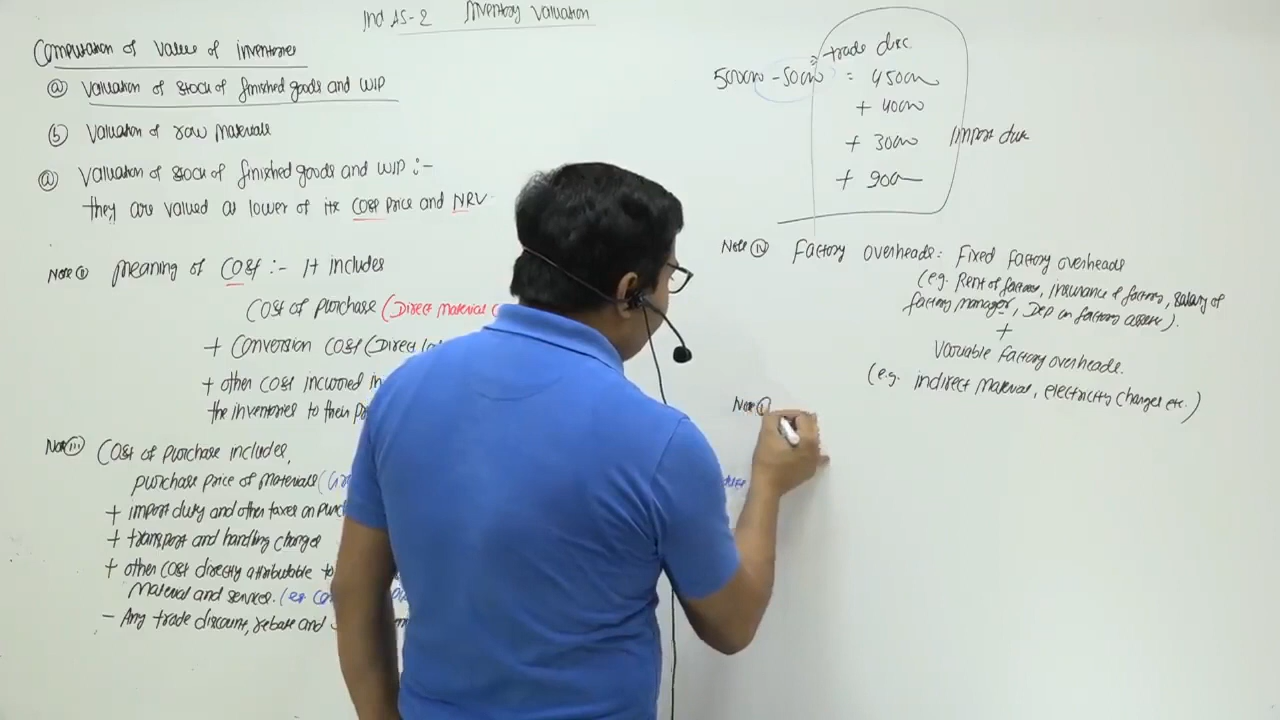 Ind AS-2 Inventory Valuation
Computation of Value of inventories
(a) Valuation of stock of finished goods and WIP
(b) Valuation of raw materials
(a) Valuation of stock of finished goods and WIP :-
they are valued at lower of its cost price and NRV.
Note (i) Meaning of Cost :- It includes
Cost of purchase (Direct Material
+ Conversion cost (Direct
+ other cost incurred in
the inventories to their
Note (iii) Cost of purchase includes,
purchase price of materials
+ import duty and other taxes on
+ transport and handling charges
+ other cost directly attributable to
Material and services.
- Any trade discount, rebate and
trade disc.
50000 - 5000 = 45000
+ 4000
+ 3000 Import duty
+ 9000
Note (iv) Factory overheads: Fixed factory overheads
(e.g. Rent of factory, insurance of factory, salary of
factory manager, Dep on factory assets).
+
Variable factory overheads.
(e.g. indirect material, electricity charges etc.)
Note